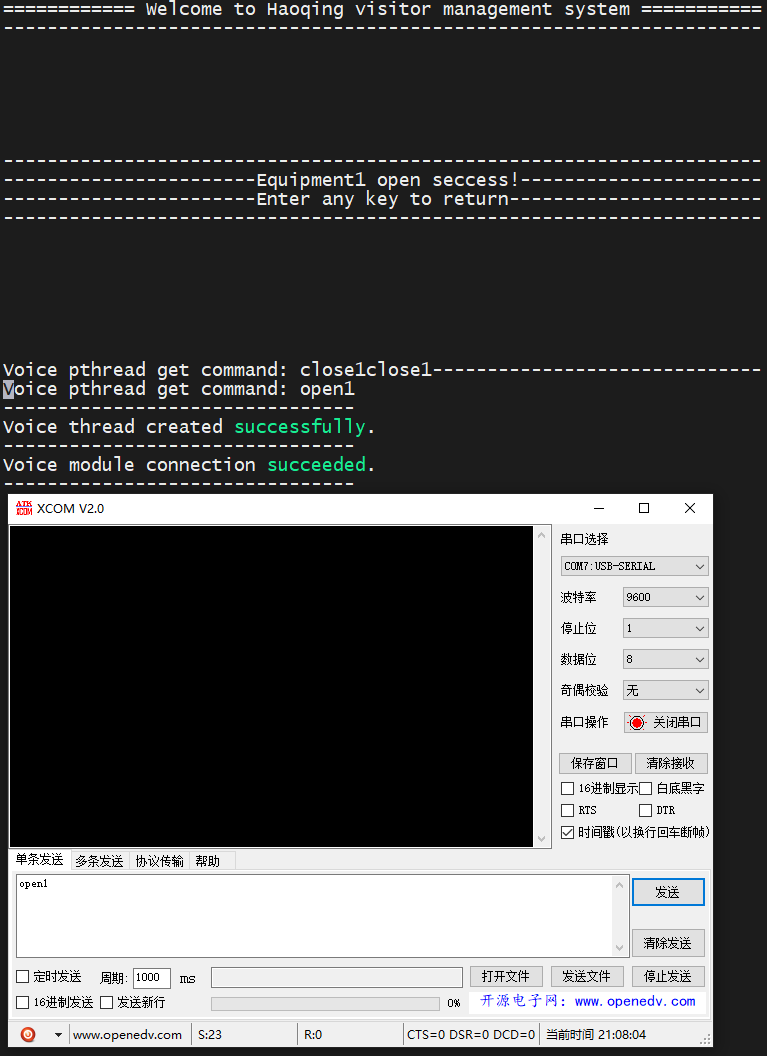 ============ Welcome to Haoqing visitor management system ===========
---------------------------------------------------------------------
---------------------------------------------------------------------
-----------------------Equipment1 open seccess!----------------------
-----------------------Enter any key to return-----------------------
---------------------------------------------------------------------
Voice pthread get command: close1close1------------------------------
Voice pthread get command: open1
--------------------------------
Voice thread created successfully.
--------------------------------
Voice module connection succeeded.
--------------------------------
ATK XCOM XCOM V2.0
串口选择
COM7:USB-SERIAL
波特率 9600
停止位 1
数据位 8
奇偶校验 无
串口操作 关闭串口
保存窗口 清除接收
16进制显示 白底黑字
RTS DTR
时间戳(以换行回车断帧)
单条发送 多条发送 协议传输 帮助
open1
发送
清除发送
定时发送 周期: 1000 ms 打开文件 发送文件 停止发送
16进制发送 发送新行 0% 开源电子网：www.openedv.com
www.openedv.com S:23 R:0 CTS=0 DSR=0 DCD=0 当前时间 21:08:04